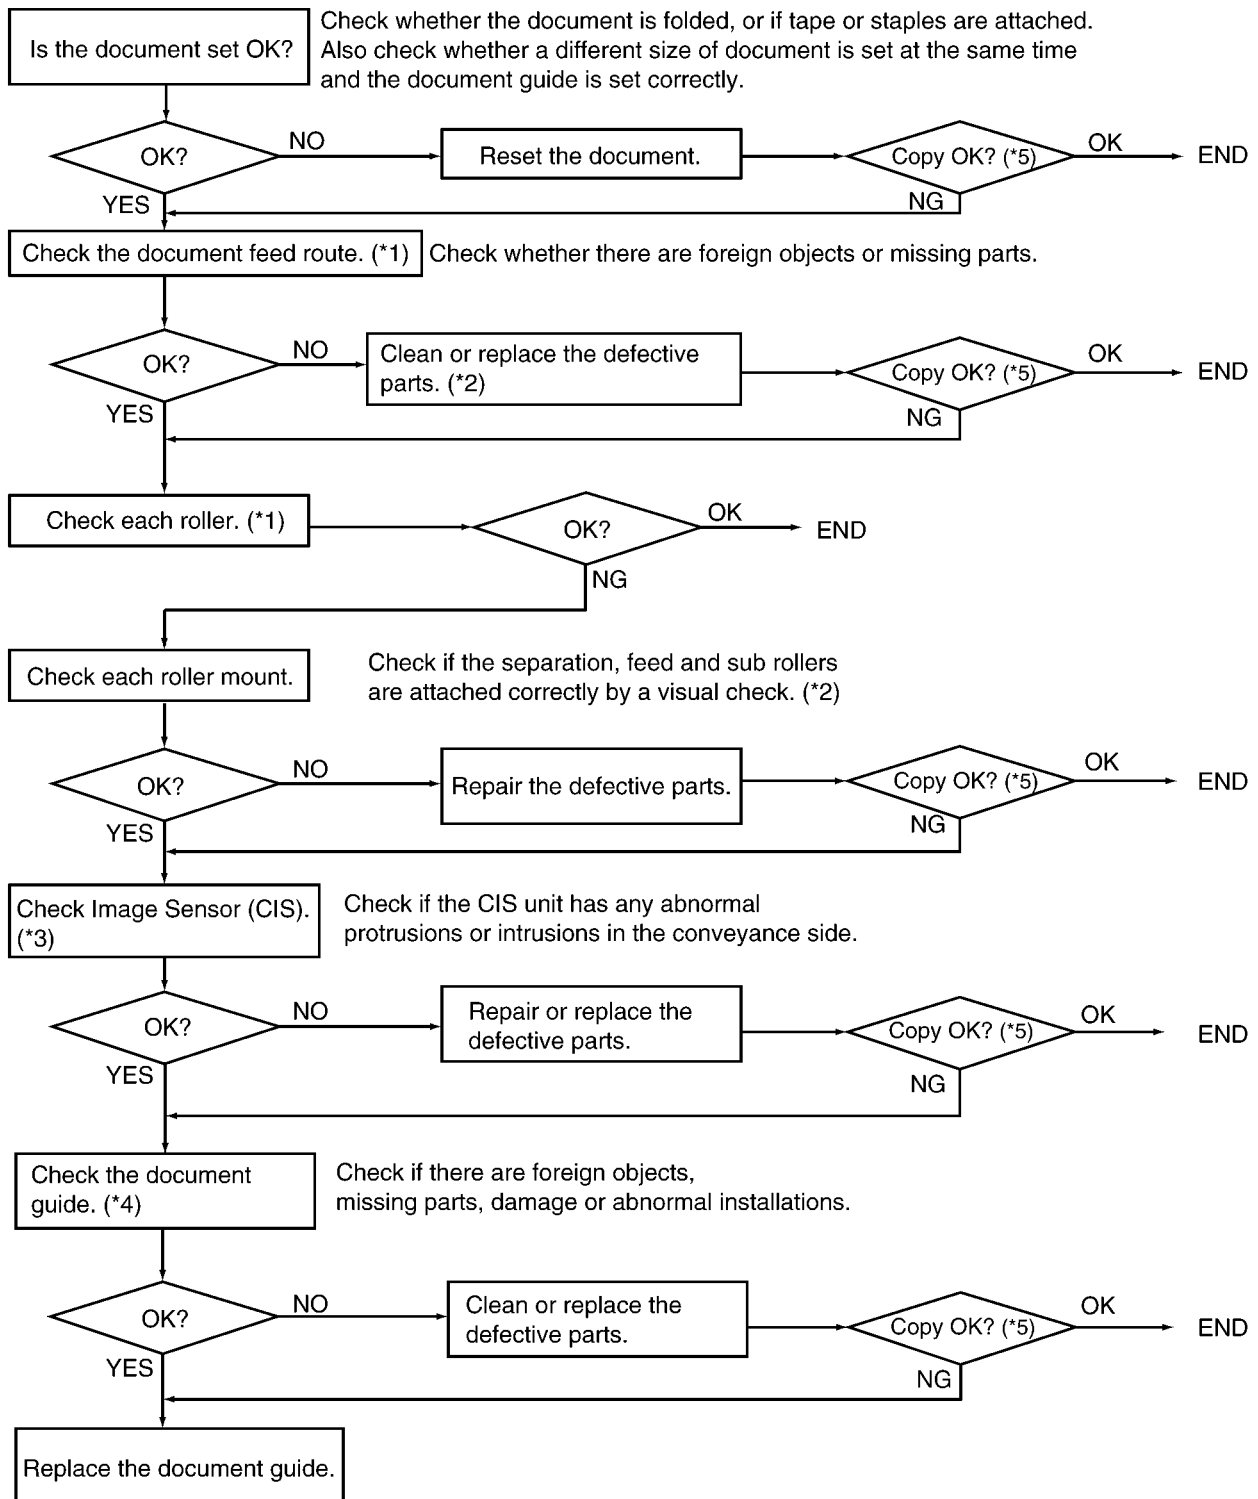 Is the document set OK?
Check whether the document is folded, or if tape or staples are attached.
Also check whether a different size of document is set at the same time
and the document guide is set correctly.
OK?
NO
Reset the document.
Copy OK? (*5)
OK
END
YES
NG
Check the document feed route. (*1)
Check whether there are foreign objects or missing parts.
OK?
NO
Clean or replace the defective
parts. (*2)
Copy OK? (*5)
OK
END
YES
NG
Check each roller. (*1)
OK?
OK
END
NG
Check each roller mount.
Check if the separation, feed and sub rollers
are attached correctly by a visual check. (*2)
OK?
NO
Repair the defective parts.
Copy OK? (*5)
OK
END
YES
NG
Check Image Sensor (CIS).
(*3)
Check if the CIS unit has any abnormal
protrusions or intrusions in the conveyance side.
OK?
NO
Repair or replace the
defective parts.
Copy OK? (*5)
OK
END
YES
NG
Check the document
guide. (*4)
Check if there are foreign objects,
missing parts, damage or abnormal installations.
OK?
NO
Clean or replace the
defective parts.
Copy OK? (*5)
OK
END
YES
NG
Replace the document guide.